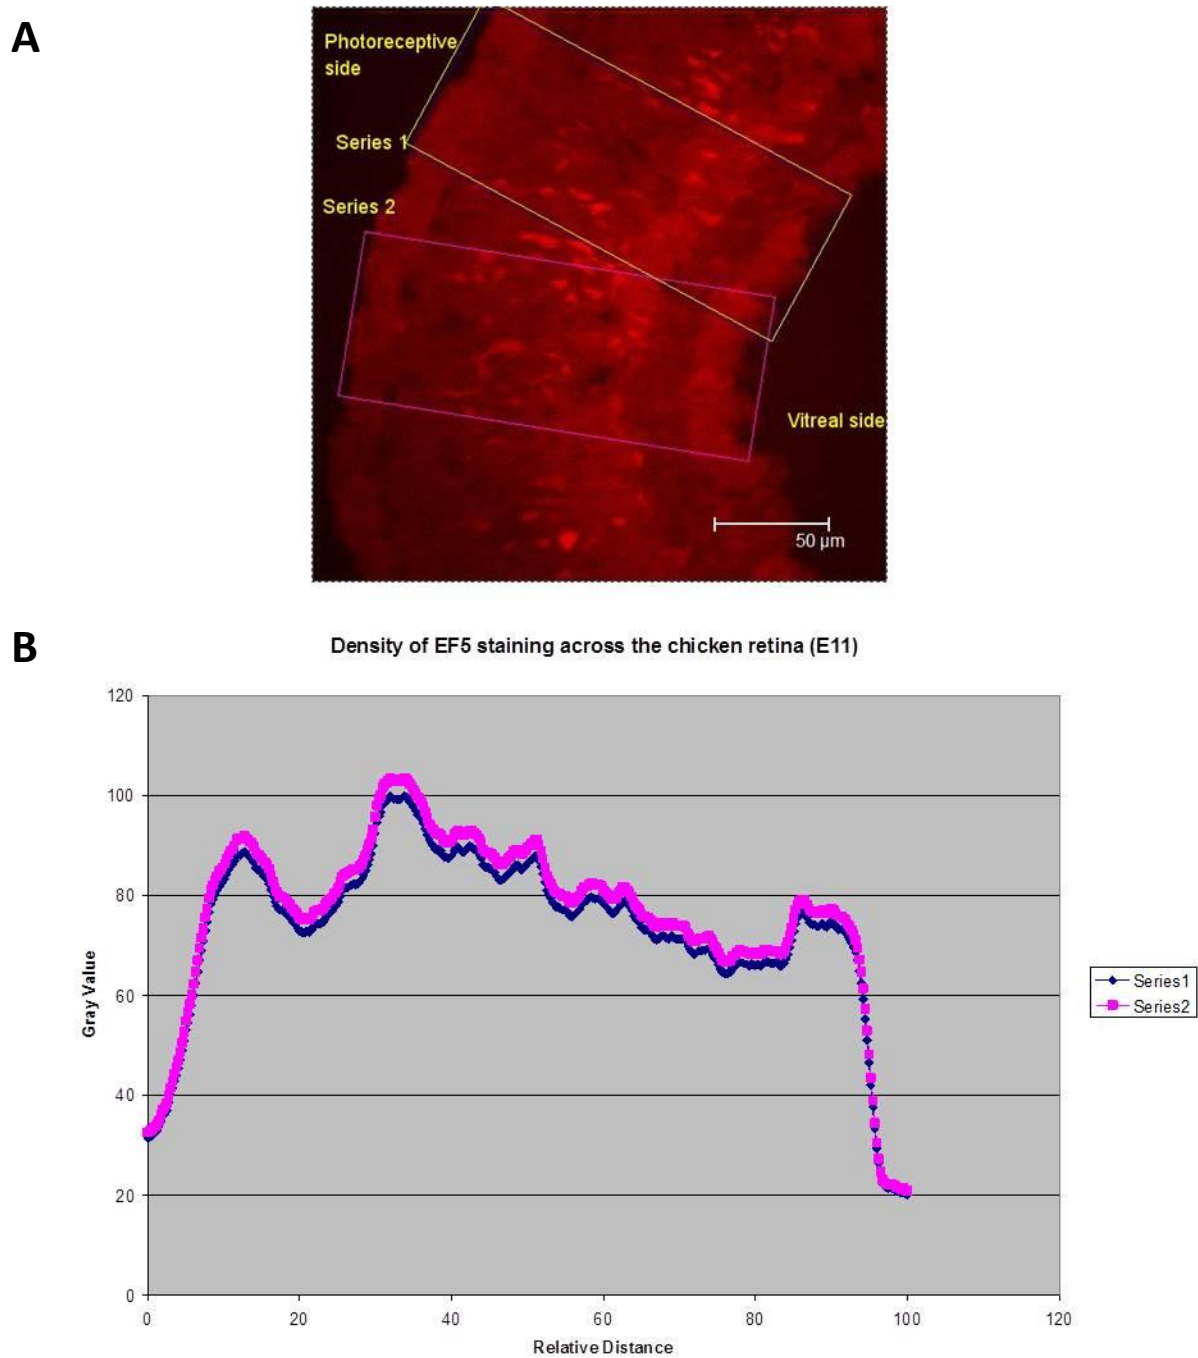 A
Photoreceptive
side
Series 1
Series 2
Vitreal side
50 µm
B
Density of EF5 staining across the chicken retina (E11)
120
100
80
60
40
20
0
Gray Value
0 20 40 60 80 100 120
Relative Distance
Series1
Series2